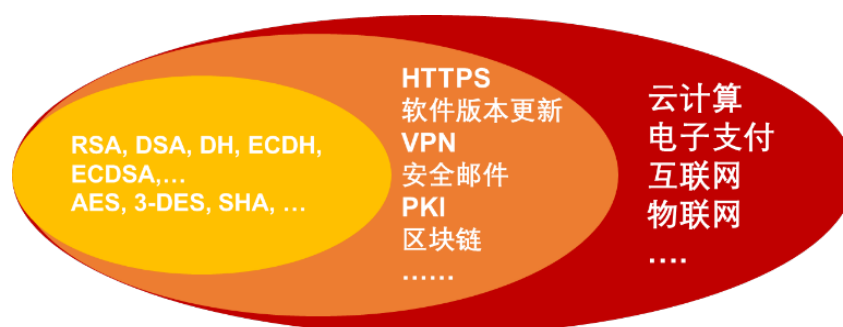 RSA, DSA, DH, ECDH,
ECDSA,…
AES, 3-DES, SHA, …
HTTPS
软件版本更新
VPN
安全邮件
PKI
区块链
……
云计算
电子支付
互联网
物联网
….